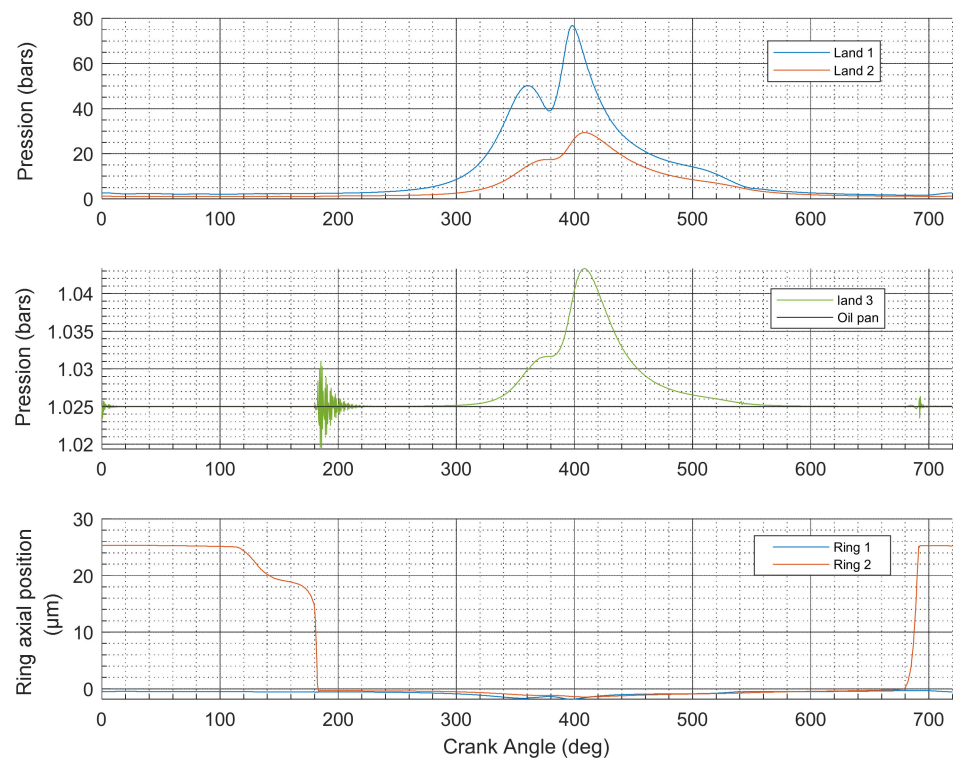 Pression (bars)
80
60
40
20
0
Land 1
Land 2
0 100 200 300 400 500 600 700
Pression (bars)
1.04
1.035
1.03
1.025
1.02
land 3
Oil pan
0 100 200 300 400 500 600 700
Ring axial position
(μm)
30
20
10
0
Ring 1
Ring 2
0 100 200 300 400 500 600 700
Crank Angle (deg)